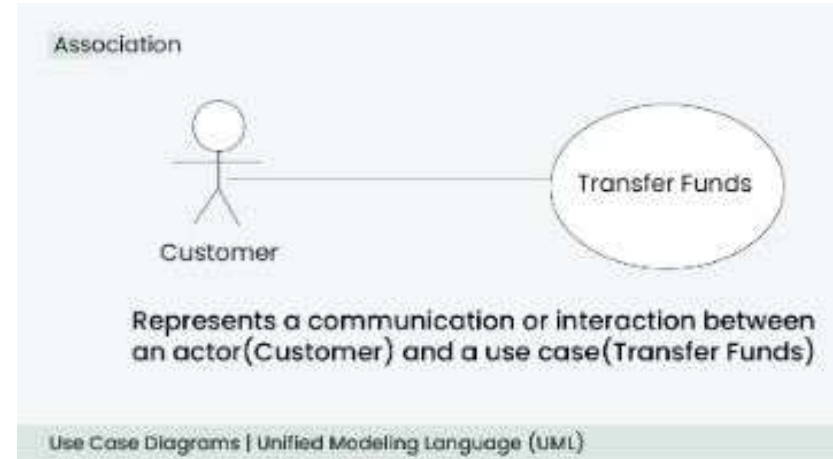 Association
Transfer Funds
Customer
Represents a communication or interaction between
an actor(Customer) and a use case(Transfer Funds)
Use Case Diagrams | Unified Modeling Language (UML)